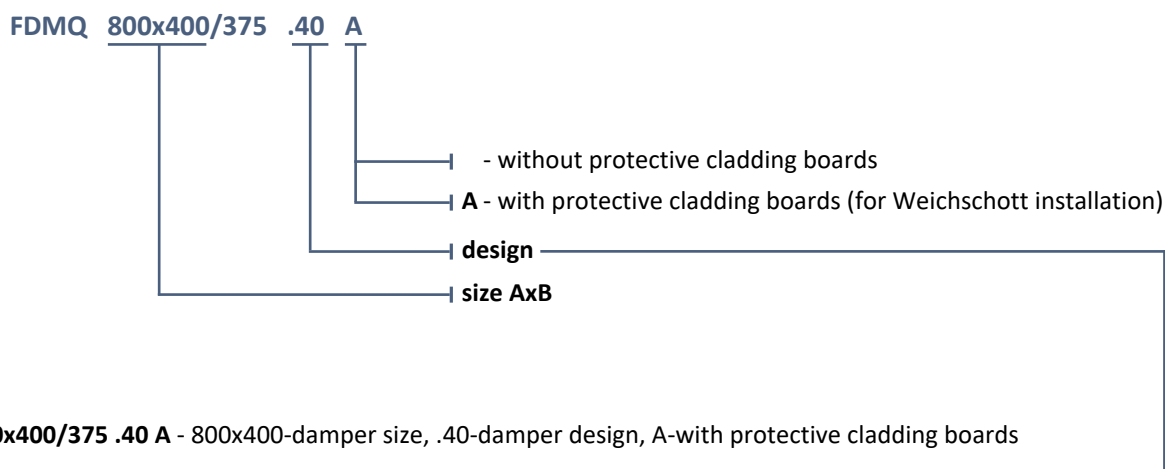 FDMQ 800x400/375 .40 A
- without protective cladding boards
A - with protective cladding boards (for Weichschott installation)
design
size AxB
0x400/375 .40 A - 800x400-damper size, .40-damper design, A-with protective cladding boards